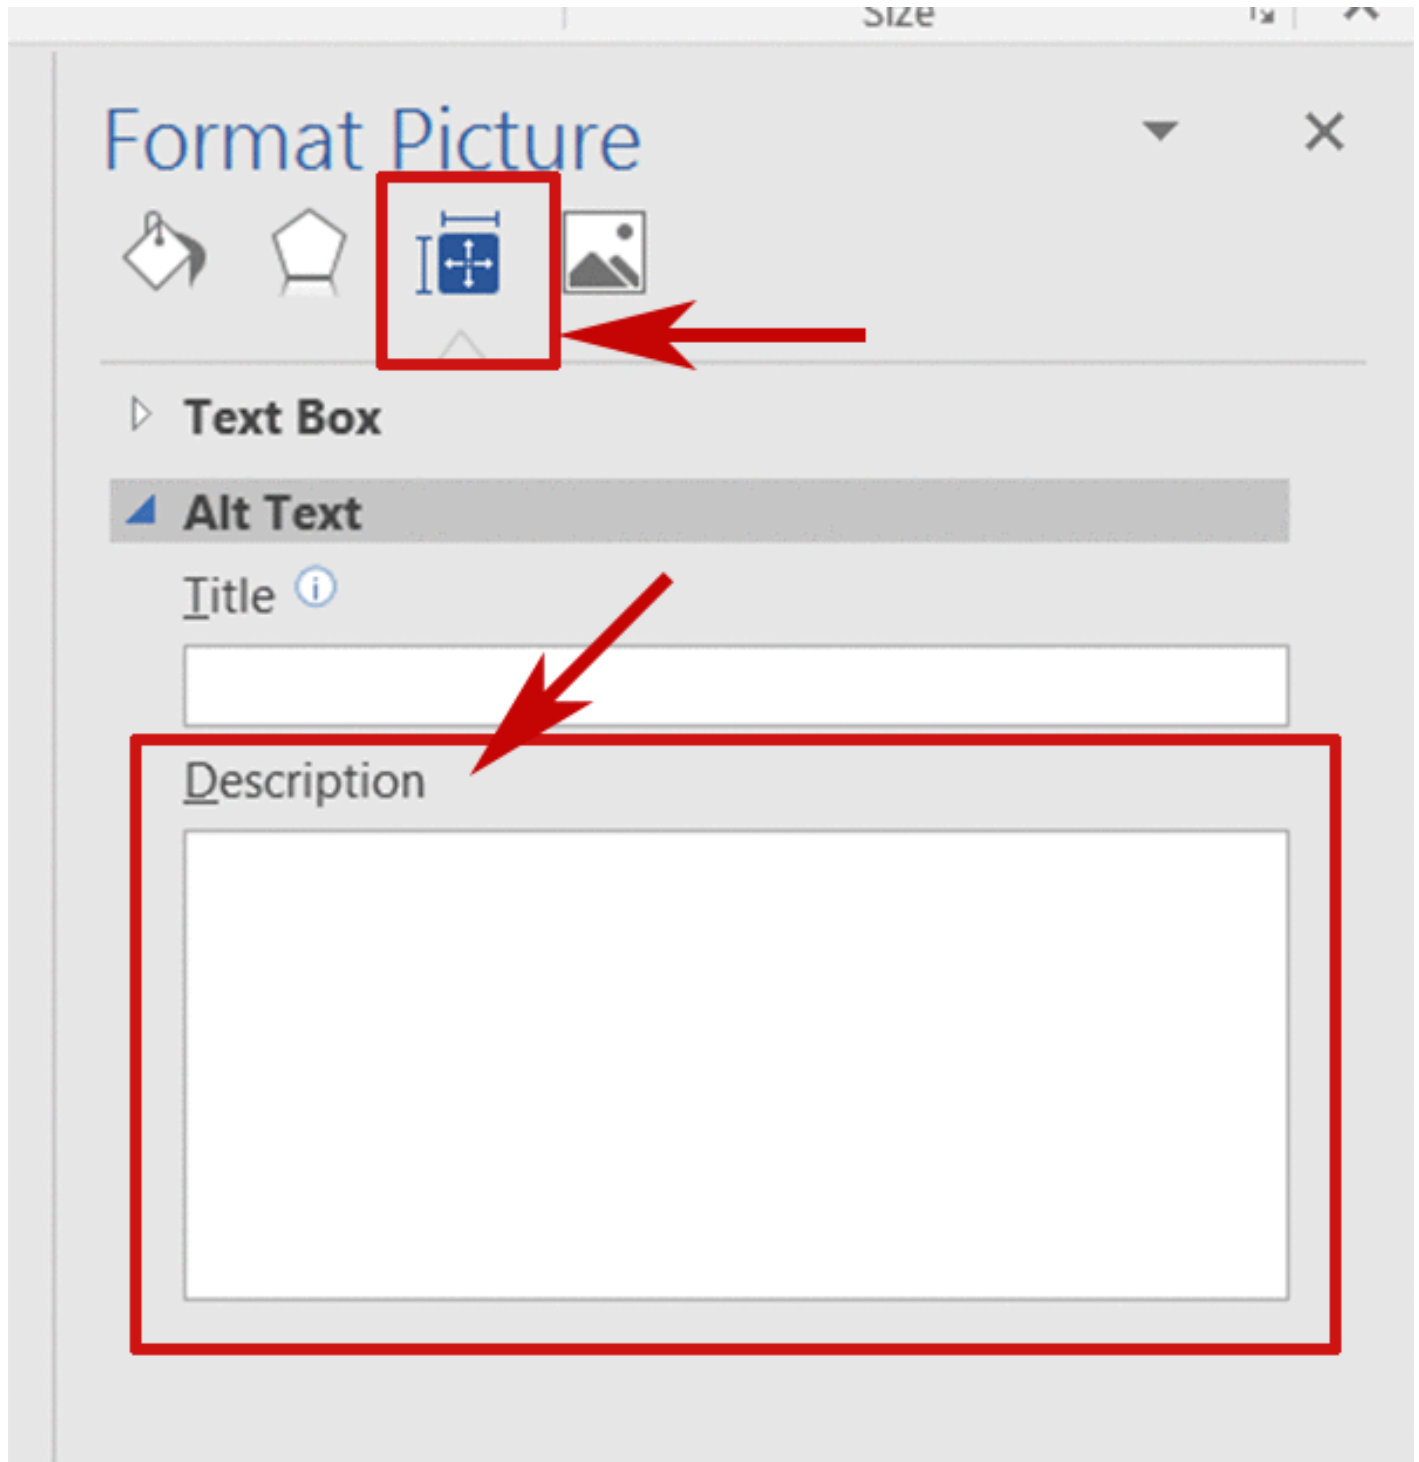 Size
Format Picture
Text Box
Alt Text
Title
Description